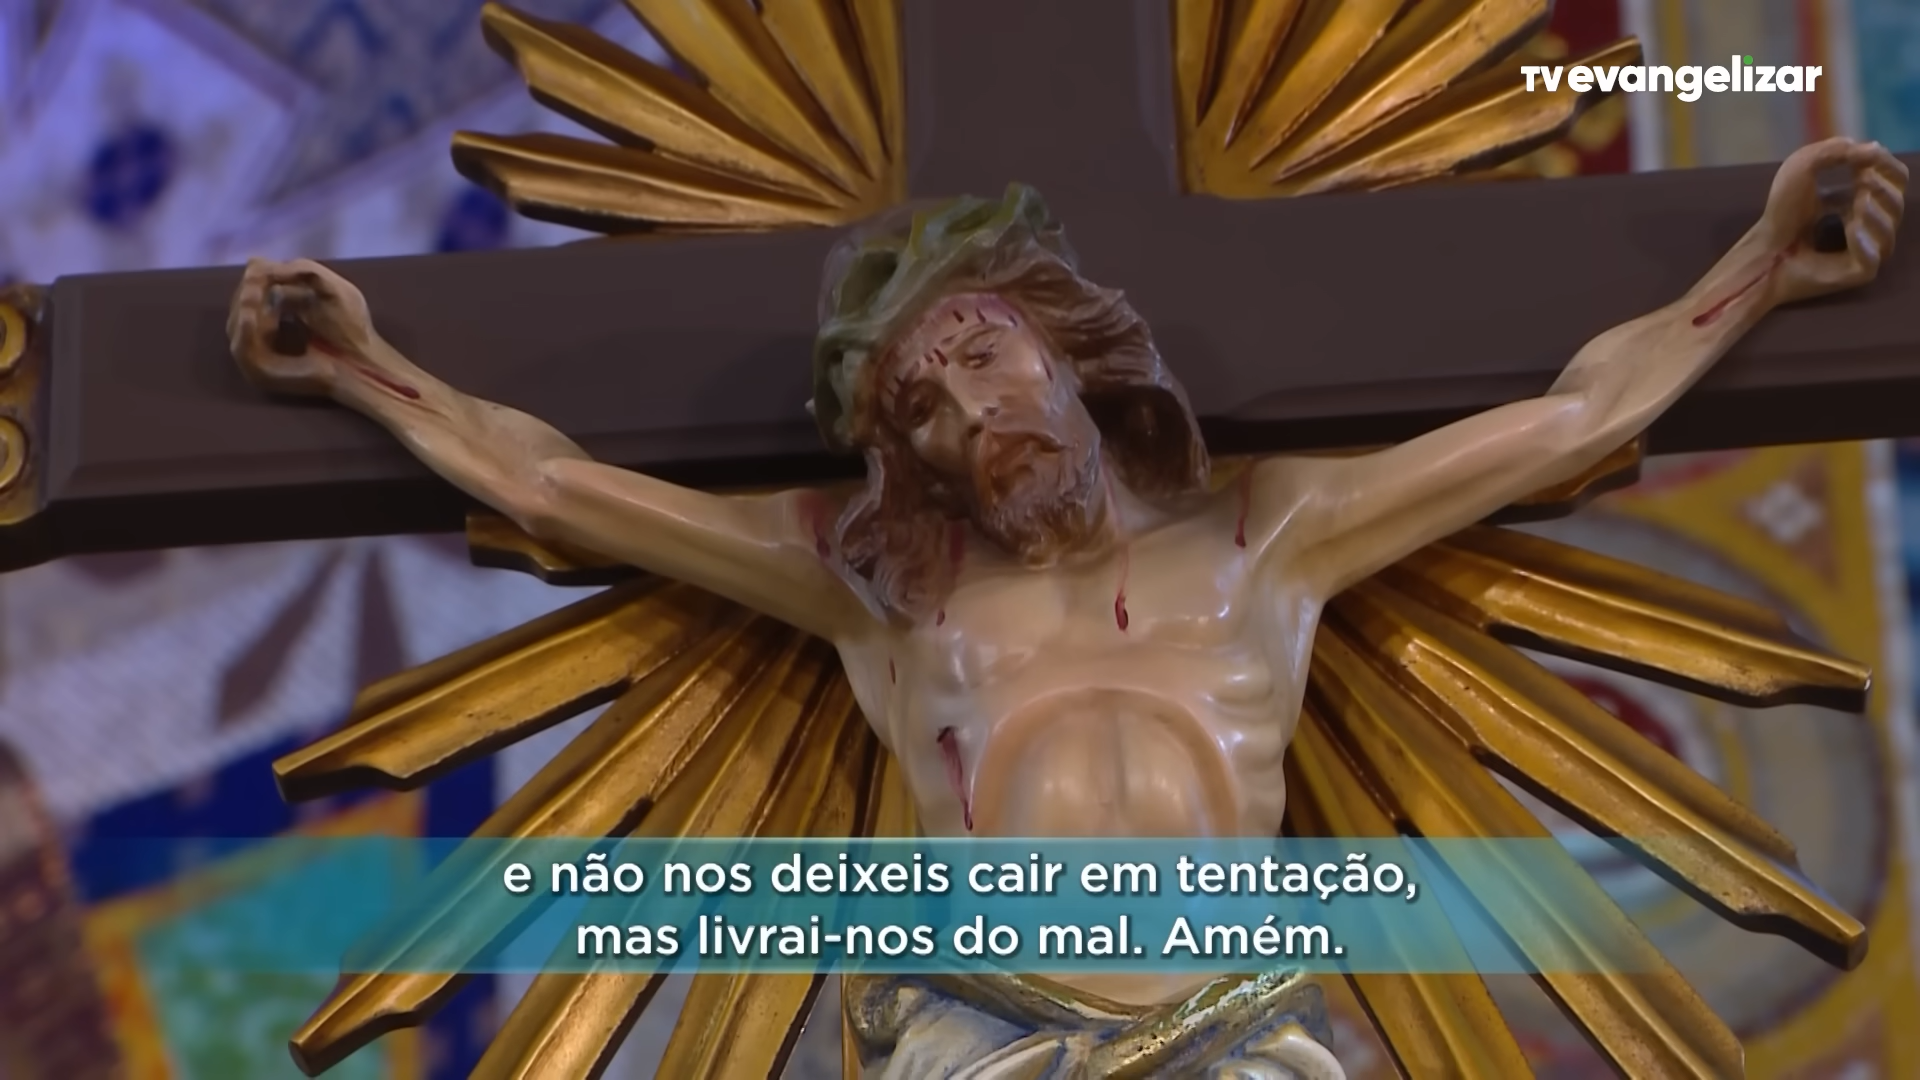 TVevangelizar
e não nos deixeis cair em tentação,
mas livrai-nos do mal. Amém.